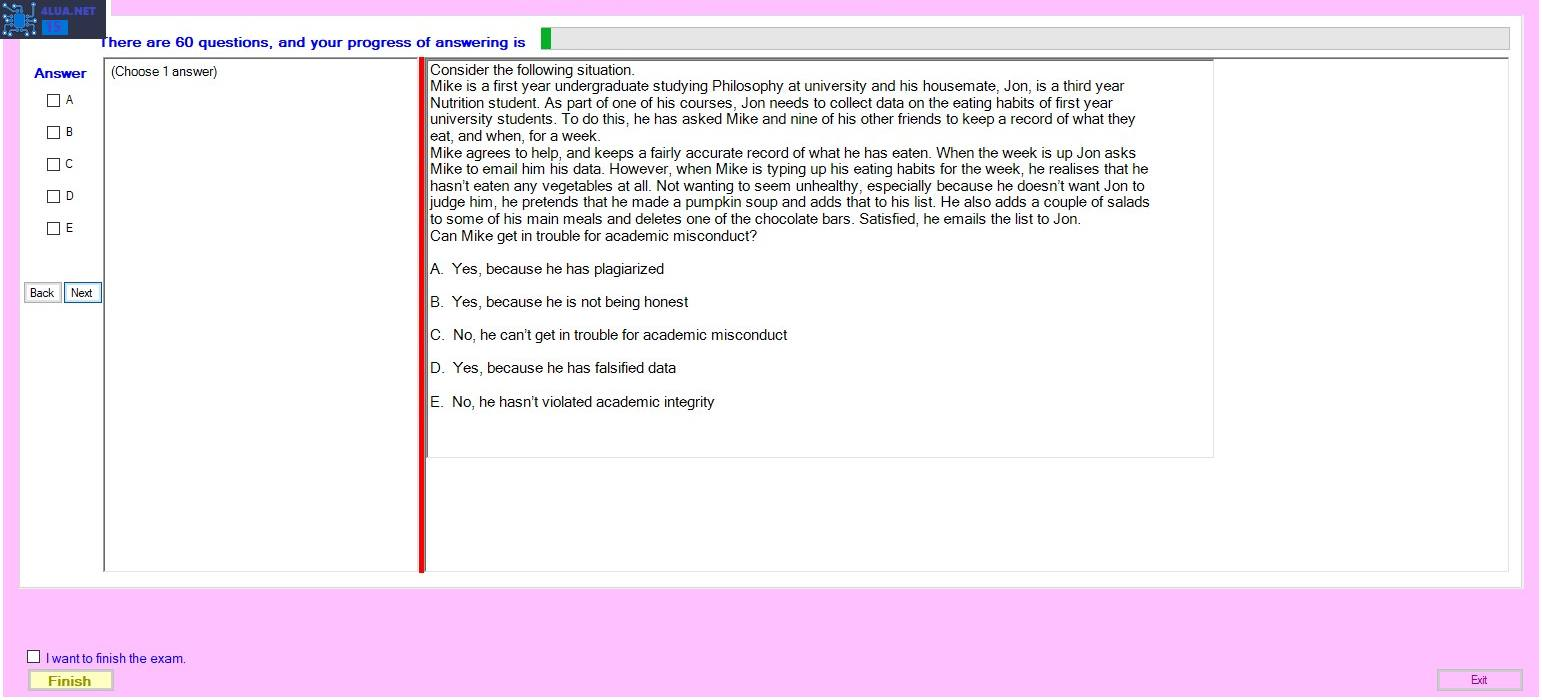 4LUA.NET
15
There are 60 questions, and your progress of answering is
Answer
(Choose 1 answer)
A
B
C
D
E
Back
Next
Consider the following situation.
Mike is a first year undergraduate studying Philosophy at university and his housemate, Jon, is a third year
Nutrition student. As part of one of his courses, Jon needs to collect data on the eating habits of first year
university students. To do this, he has asked Mike and nine of his other friends to keep a record of what they
eat, and when, for a week.
Mike agrees to help, and keeps a fairly accurate record of what he has eaten. When the week is up Jon asks
Mike to email him his data. However, when Mike is typing up his eating habits for the week, he realises that he
hasn't eaten any vegetables at all. Not wanting to seem unhealthy, especially because he doesn't want Jon to
judge him, he pretends that he made a pumpkin soup and adds that to his list. He also adds a couple of salads
to some of his main meals and deletes one of the chocolate bars. Satisfied, he emails the list to Jon.
Can Mike get in trouble for academic misconduct?
A. Yes, because he has plagiarized
B. Yes, because he is not being honest
C. No, he can't get in trouble for academic misconduct
D. Yes, because he has falsified data
E. No, he hasn't violated academic integrity
I want to finish the exam.
Finish
Exit